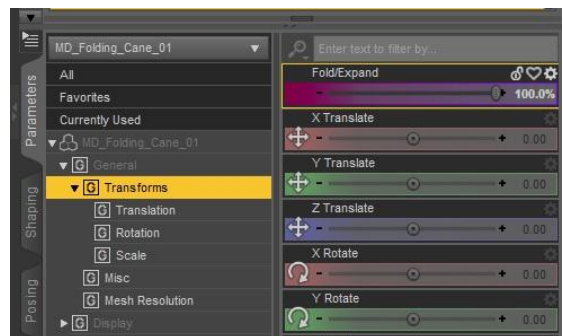 MD_Folding_Cane_01
Enter text to filter by...
All
Favorites
Currently Used
MD_Folding_Cane_01
General
Transforms
Translation
Rotation
Scale
Misc
Mesh Resolution
Display
Parameters
Shaping
Posing
Fold/Expand
100.0%
X Translate
0.00
Y Translate
0.00
Z Translate
0.00
X Rotate
0.00
Y Rotate
0.00